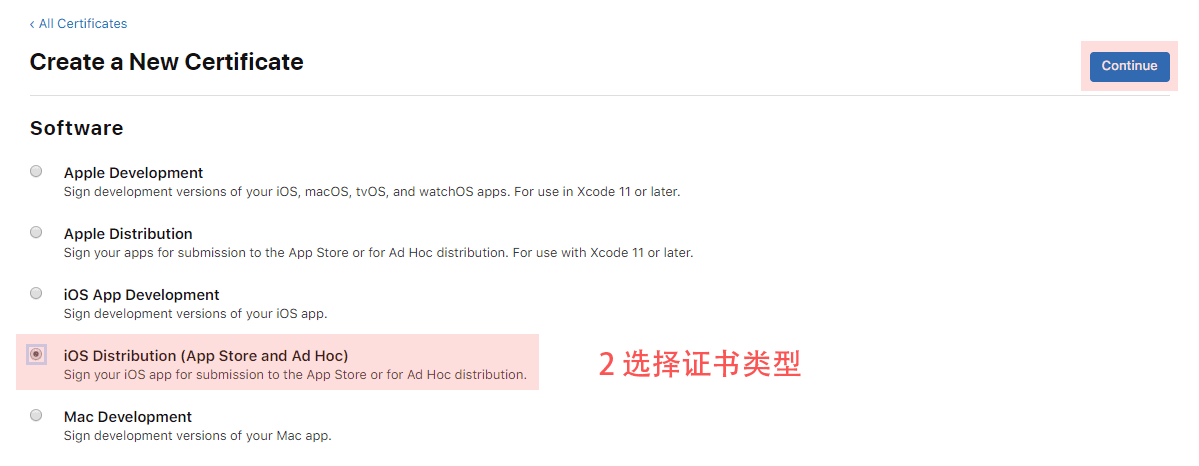 ‹ All Certificates
Create a New Certificate
Continue
Software
Apple Development
Sign development versions of your iOS, macOS, tvOS, and watchOS apps. For use in Xcode 11 or later.
Apple Distribution
Sign your apps for submission to the App Store or for Ad Hoc distribution. For use with Xcode 11 or later.
iOS App Development
Sign development versions of your iOS app.
iOS Distribution (App Store and Ad Hoc)
Sign your iOS app for submission to the App Store or for Ad Hoc distribution.
2 选择证书类型
Mac Development
Sign development versions of your Mac app.